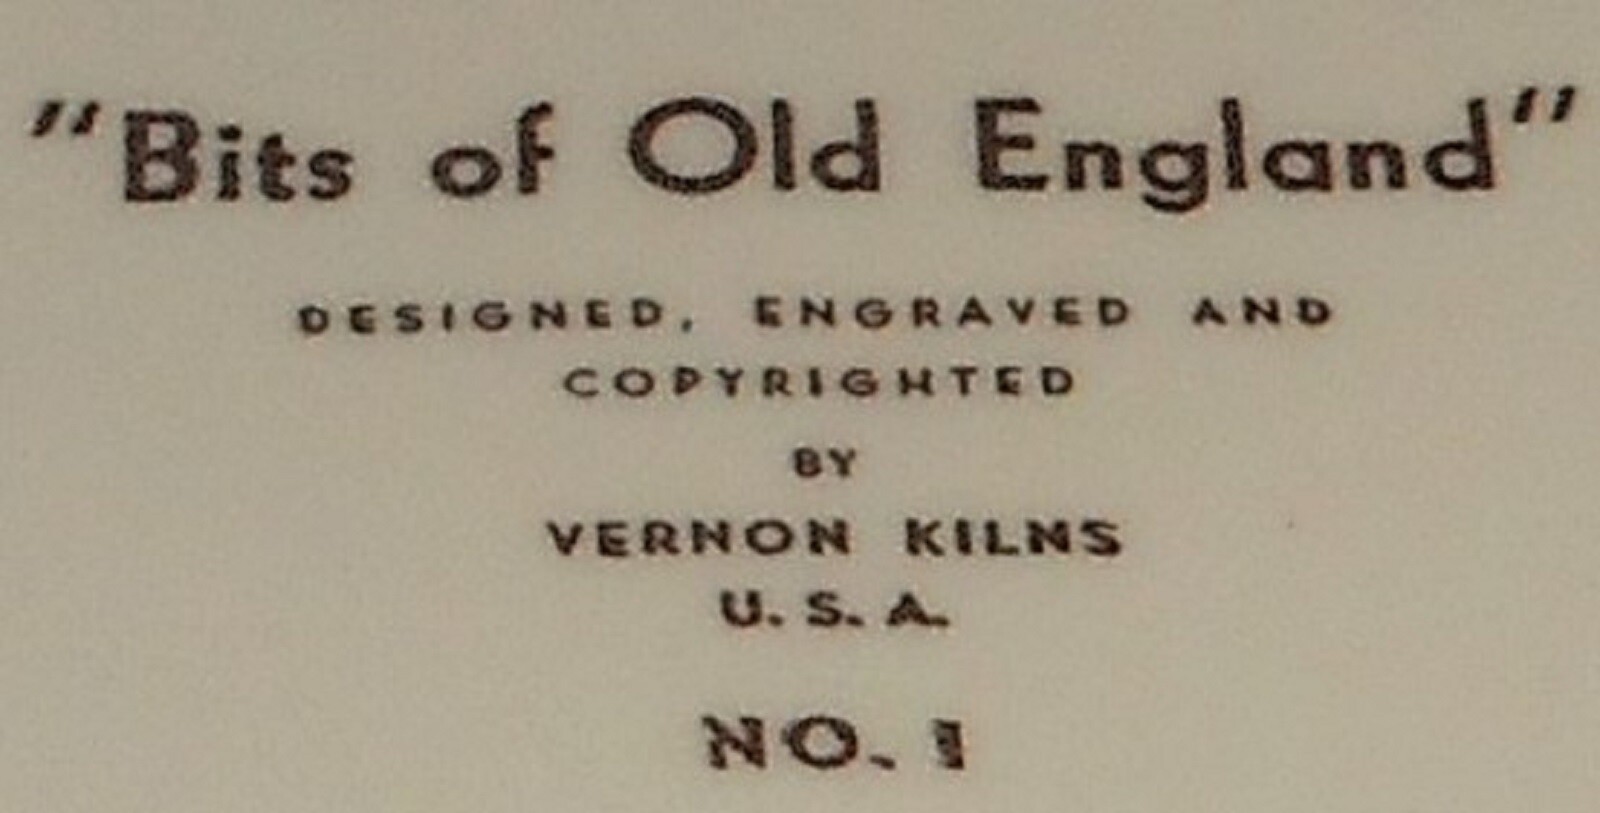 "Bits of Old England"
DESIGNED, ENGRAVED AND
COPYRIGHTED
BY
VERNON KILNS
U. S. A.
NO. 1